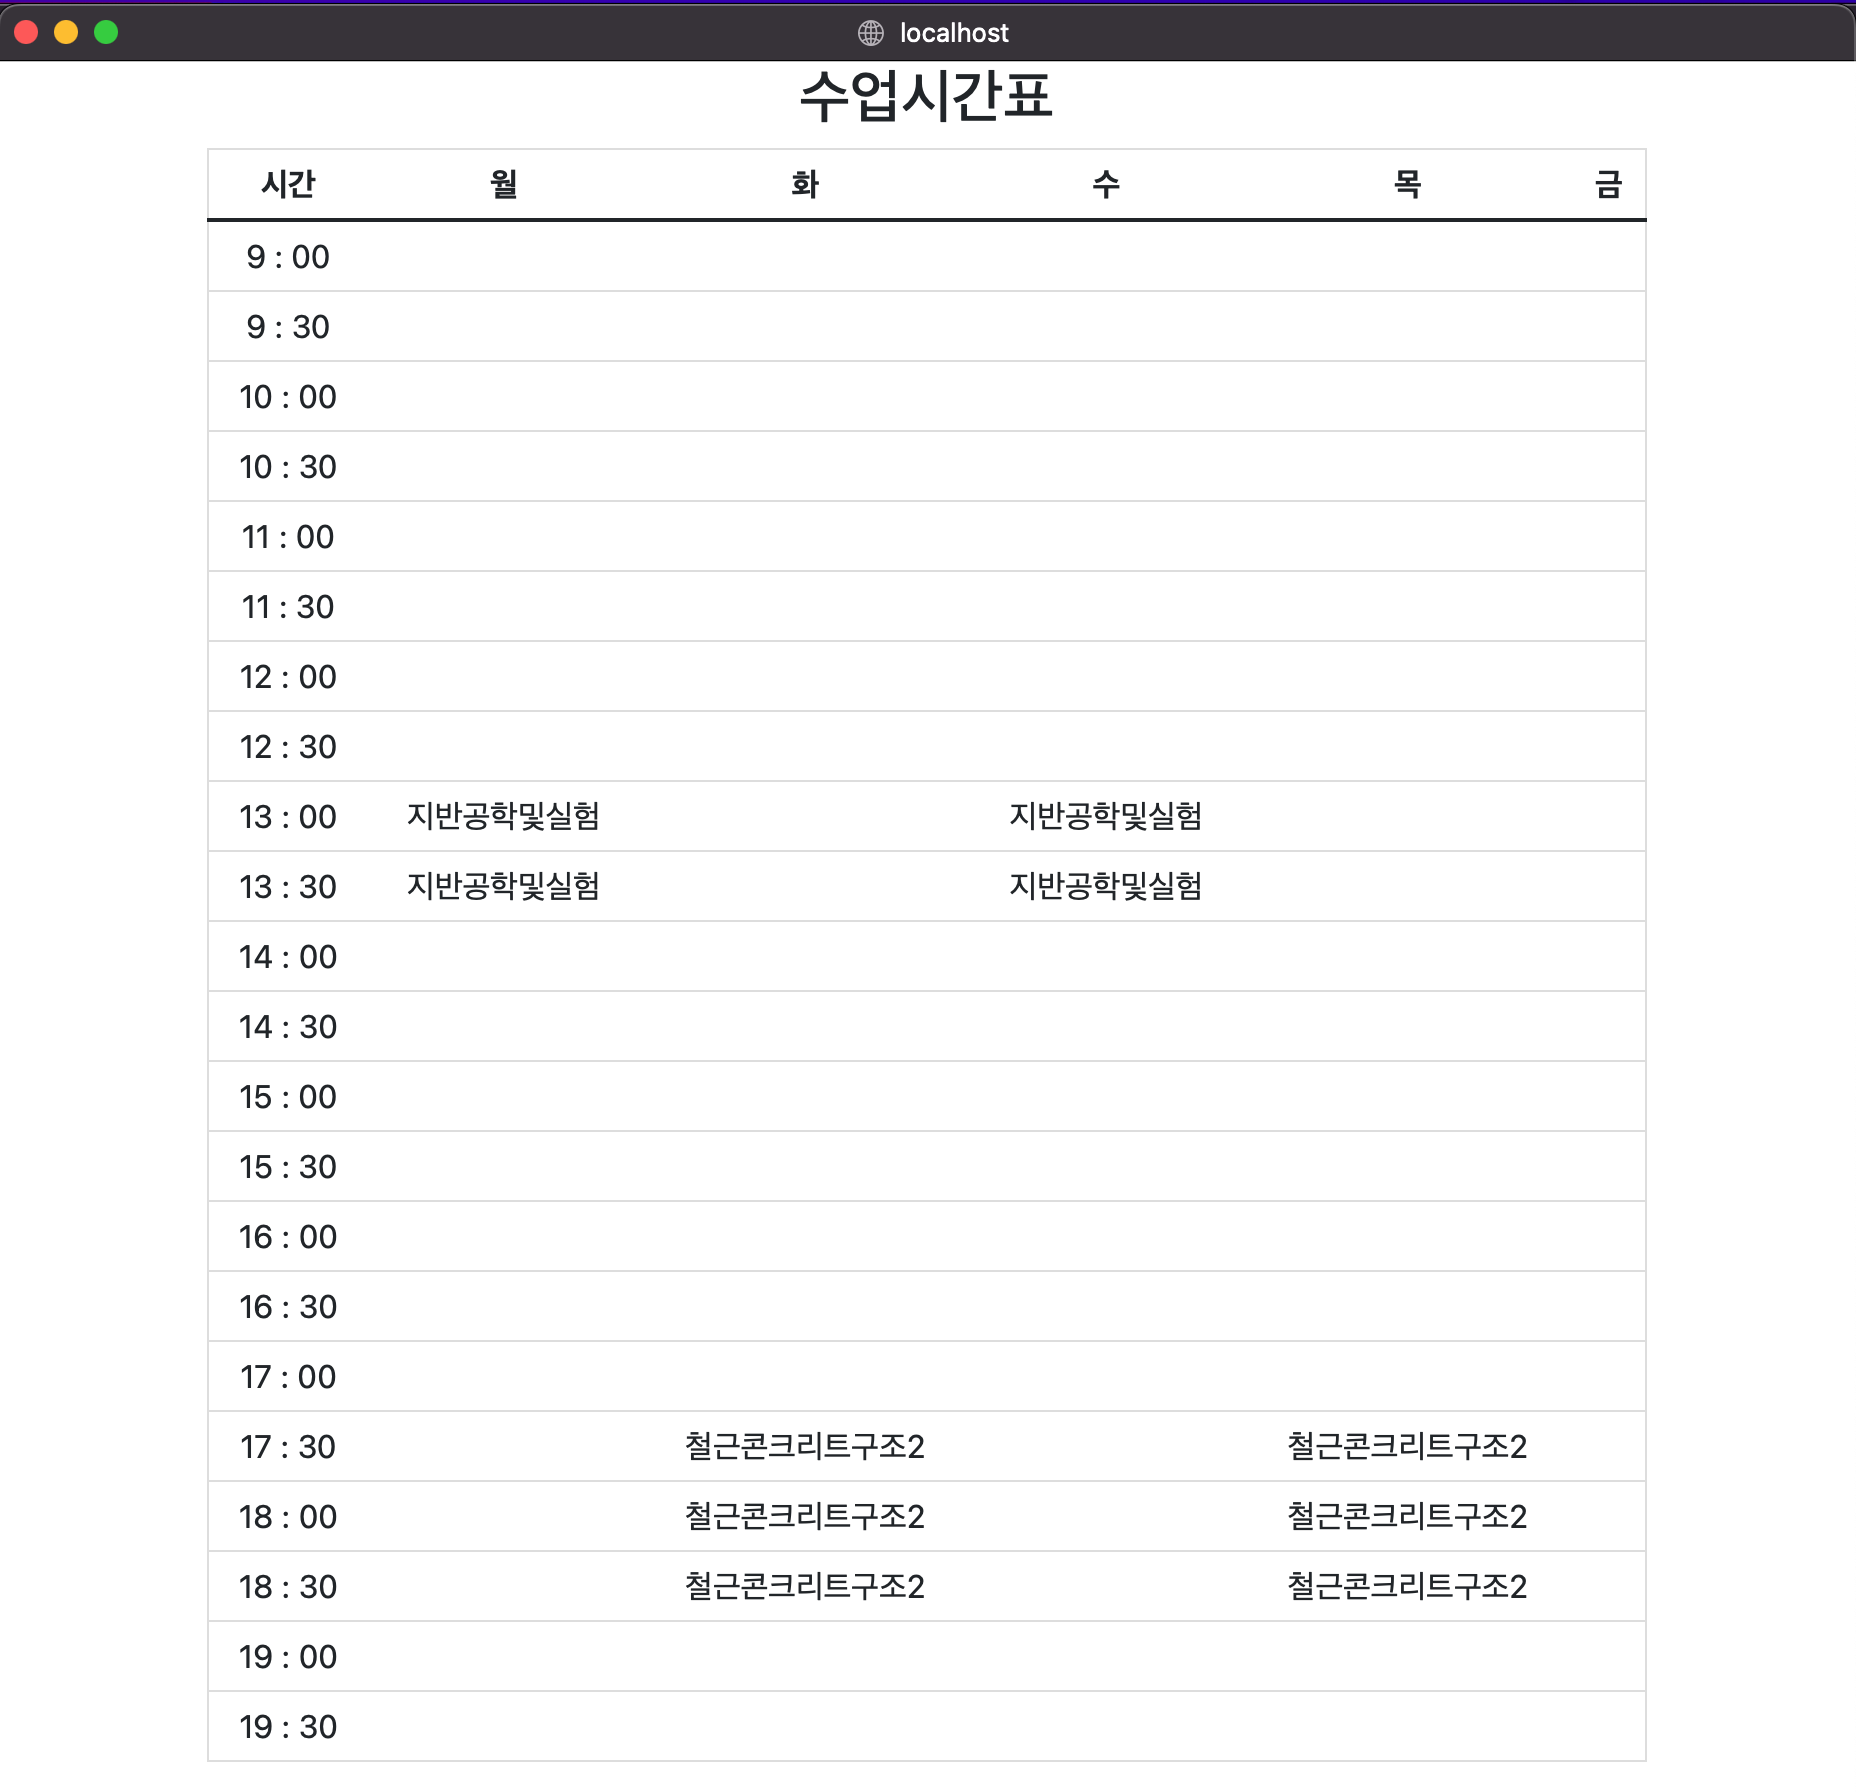 localhost
수업시간표
시간 월 화 수 목 금
9 : 00
9 : 30
10 : 00
10 : 30
11 : 00
11 : 30
12 : 00
12 : 30
13 : 00 지반공학및실험 지반공학및실험
13 : 30 지반공학및실험 지반공학및실험
14 : 00
14 : 30
15 : 00
15 : 30
16 : 00
16 : 30
17 : 00
17 : 30 철근콘크리트구조2 철근콘크리트구조2
18 : 00 철근콘크리트구조2 철근콘크리트구조2
18 : 30 철근콘크리트구조2 철근콘크리트구조2
19 : 00
19 : 30